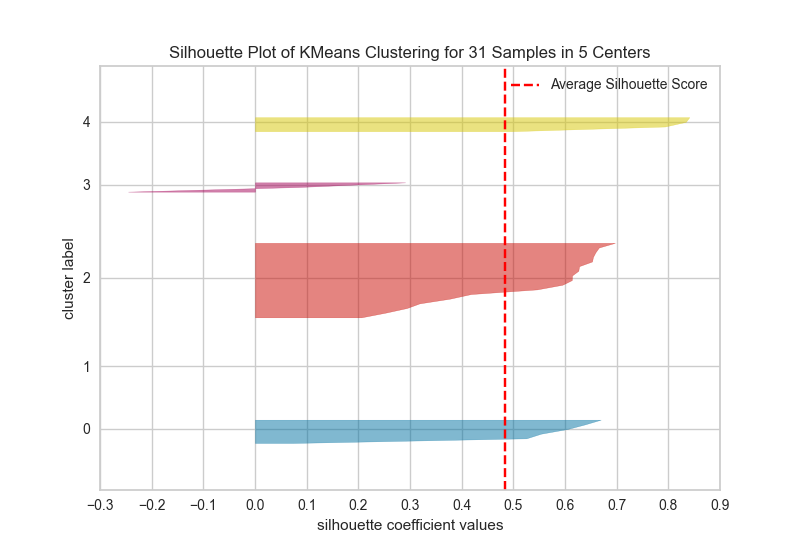 Silhouette Plot of KMeans Clustering for 31 Samples in 5 Centers
Average Silhouette Score
4
3
2
1
0
cluster label
−0.3 −0.2 −0.1 0.0 0.1 0.2 0.3 0.4 0.5 0.6 0.7 0.8 0.9
silhouette coefficient values